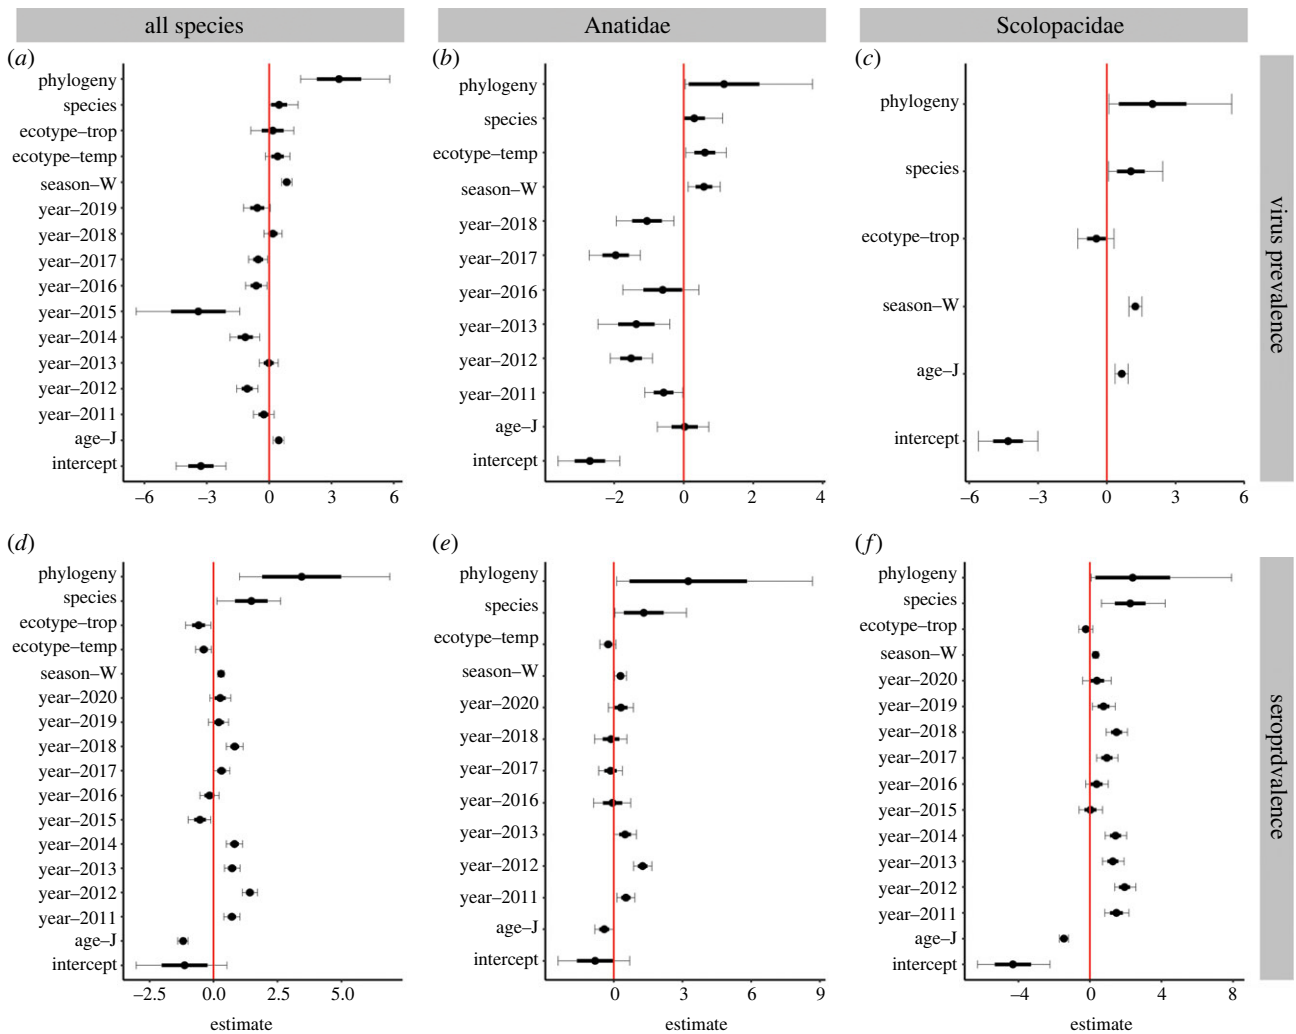 all species
Anatidae
Scolopacidae
(a)
phylogeny
species
ecotype–trop
ecotype–temp
season–W
year–2019
year–2018
year–2017
year–2016
year–2015
year–2014
year–2013
year–2012
year–2011
age–J
intercept
–6 –3 0 3 6
(b)
phylogeny
species
ecotype–temp
season–W
year–2018
year–2017
year–2016
year–2013
year–2012
year–2011
age–J
intercept
–2 0 2 4
(c)
phylogeny
species
ecotype–trop
season–W
age–J
intercept
–6 –3 0 3 6
virus prevalence
(d)
phylogeny
species
ecotype–trop
ecotype–temp
season–W
year–2020
year–2019
year–2018
year–2017
year–2016
year–2015
year–2014
year–2013
year–2012
year–2011
age–J
intercept
–2.5 0.0 2.5 5.0
estimate
(e)
phylogeny
species
ecotype–temp
season–W
year–2020
year–2018
year–2017
year–2016
year–2013
year–2012
year–2011
age–J
intercept
0 3 6 9
estimate
(f)
phylogeny
species
ecotype–trop
season–W
year–2020
year–2019
year–2018
year–2017
year–2016
year–2015
year–2014
year–2013
year–2012
year–2011
age–J
intercept
–4 0 4 8
estimate
seroprdvalence